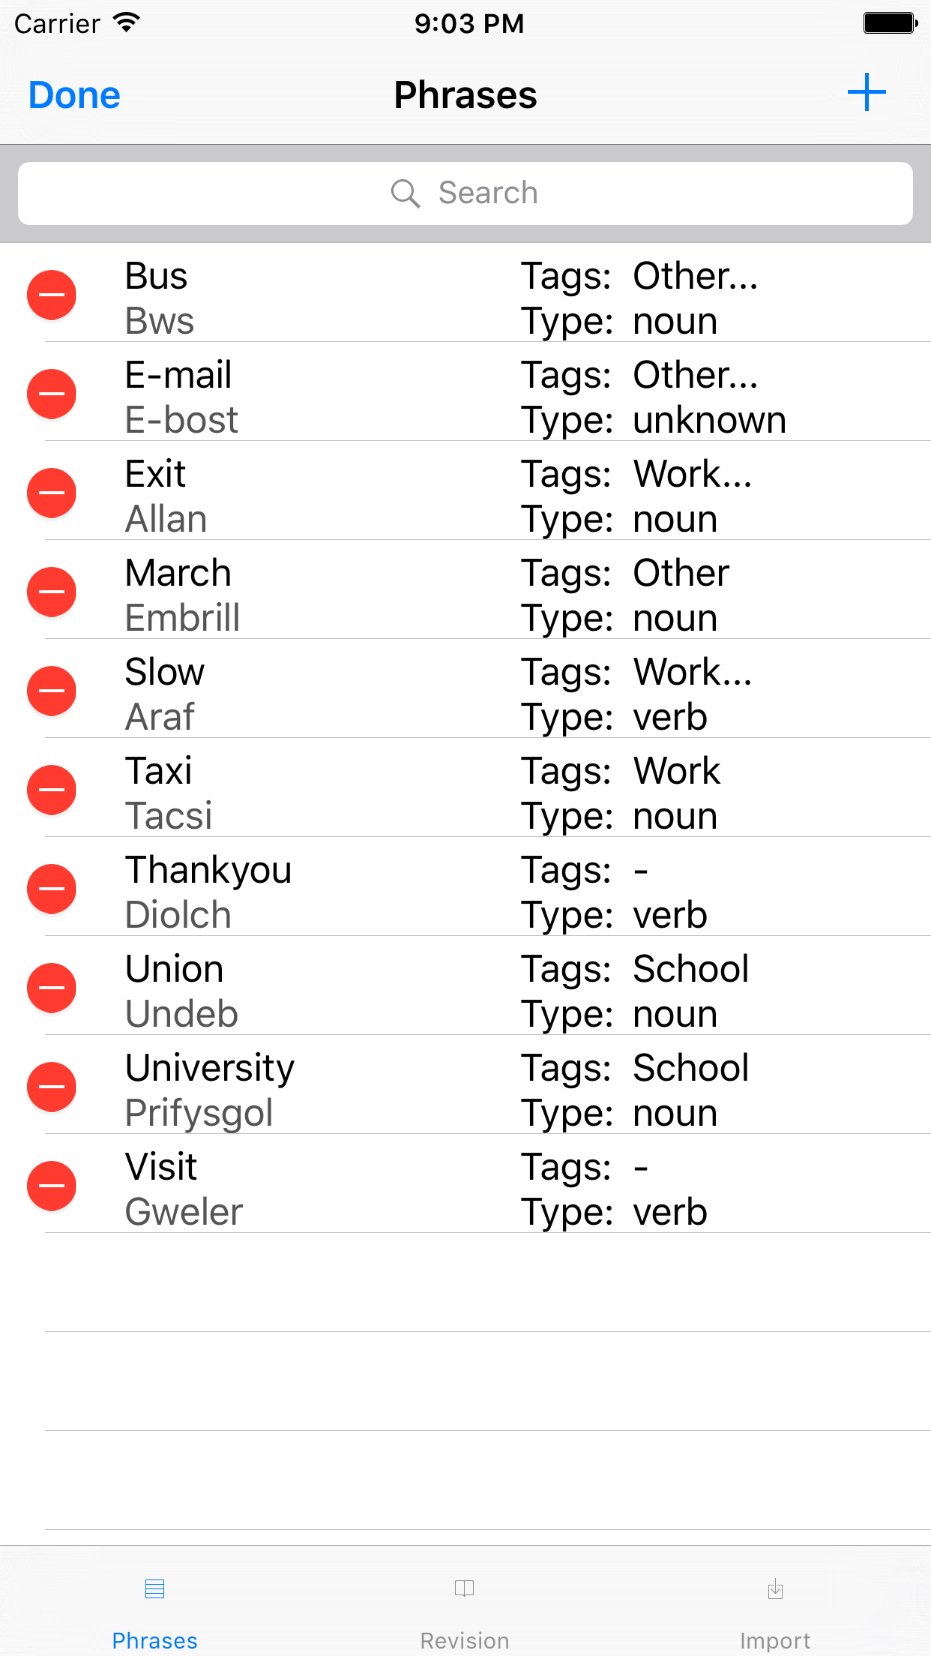 Carrier 9:03 PM
Done Phrases +
Search
Bus Tags: Other...
Bws Type: noun
E-mail Tags: Other...
E-bost Type: unknown
Exit Tags: Work...
Allan Type: noun
March Tags: Other
Embrill Type: noun
Slow Tags: Work...
Araf Type: verb
Taxi Tags: Work
Tacsi Type: noun
Thankyou Tags: -
Diolch Type: verb
Union Tags: School
Undeb Type: noun
University Tags: School
Prifysgol Type: noun
Visit Tags: -
Gweler Type: verb
Phrases Revision Import